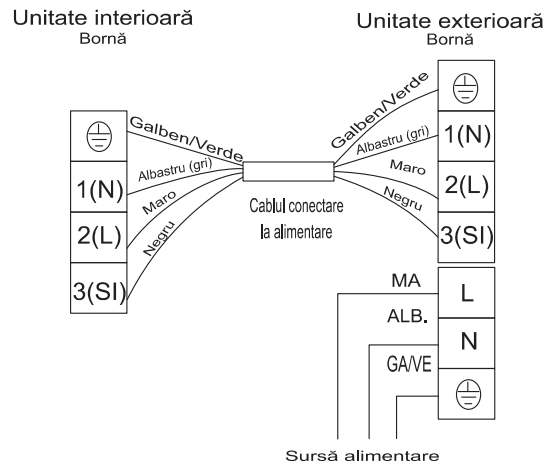 Unitate interioară
Bornă
Unitate exterioară
Bornă
Galben/Verde
Albastru (gri)
Maro
Negru
1(N)
2(L)
3(SI)
Cablul conectare
la alimentare
Galben/Verde
Albastru (gri)
Maro
Negru
1(N)
2(L)
3(SI)
MA
L
ALB.
N
GA/VE
Sursă alimentare